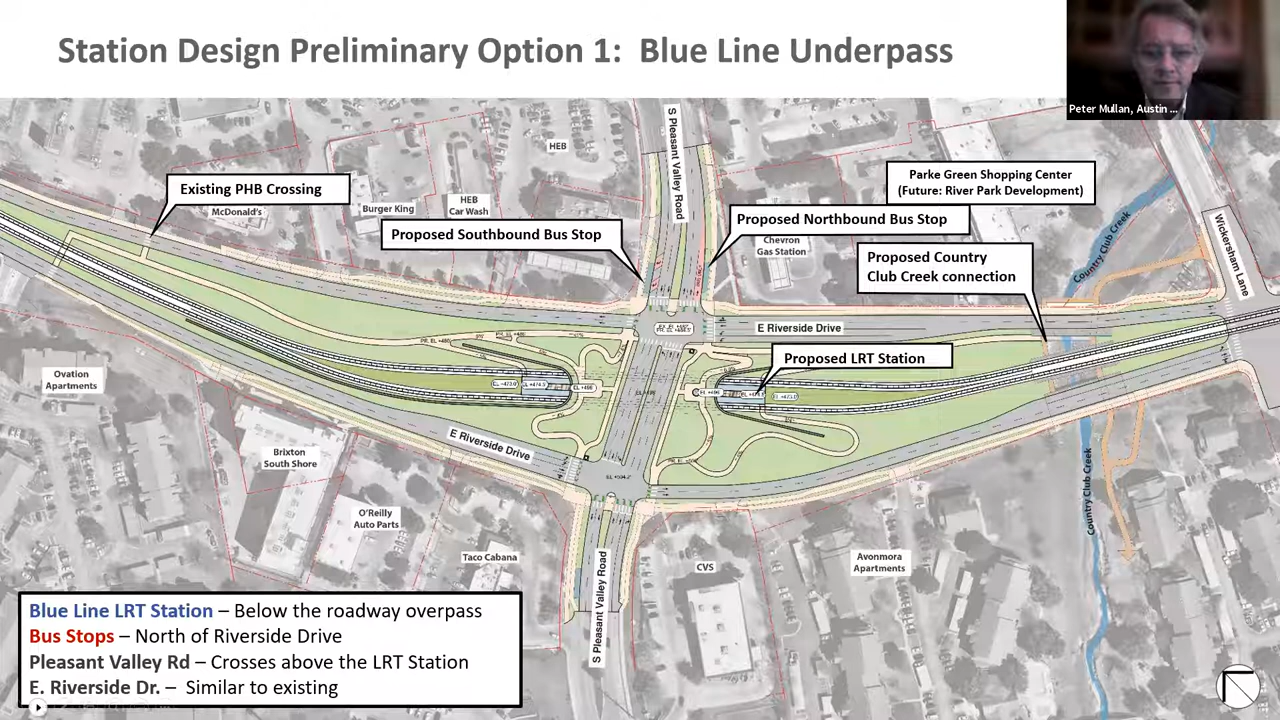 Station Design Preliminary Option 1: Blue Line Underpass
Peter Mullan, Austin ...
S Pleasant Valley Road
HEB
Existing PHB Crossing
McDonald's
Burger King
HEB
Car Wash
Proposed Southbound Bus Stop
Proposed Northbound Bus Stop
Chevron
Gas Station
Parke Green Shopping Center
(Future: River Park Development)
Proposed Country
Club Creek connection
Country Club Creek
Wickersham Lane
E Riverside Drive
Proposed LRT Station
Ovation
Apartments
E Riverside Drive
Brixton
South Shore
O'Reilly
Auto Parts
Taco Cabana
S Pleasant Valley Road
CVS
Avonmora
Apartments
Country Club Creek
Blue Line LRT Station – Below the roadway overpass
Bus Stops – North of Riverside Drive
Pleasant Valley Rd – Crosses above the LRT Station
E. Riverside Dr. – Similar to existing